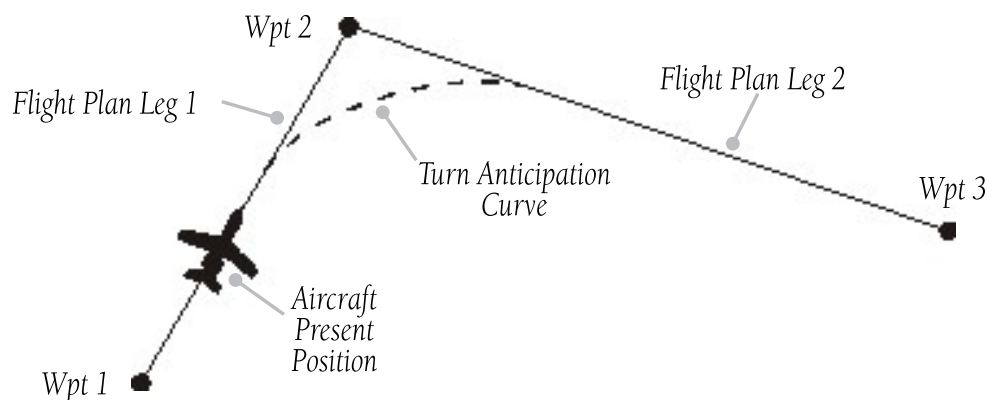 Wpt 2
Flight Plan Leg 1
Flight Plan Leg 2
Turn Anticipation
Curve
Wpt 3
Aircraft
Present
Position
Wpt 1